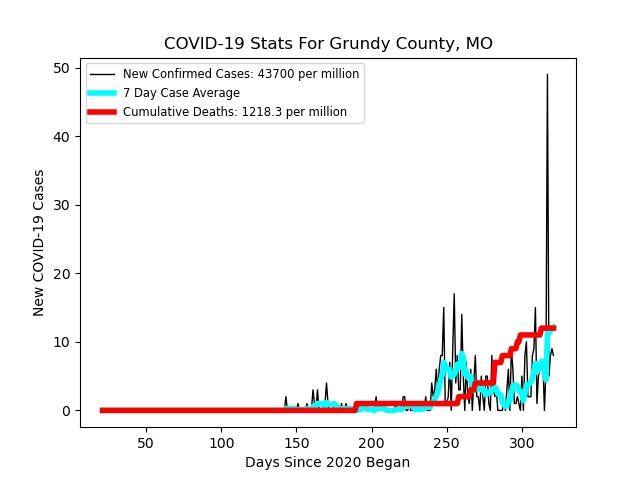 COVID-19 Stats For Grundy County, MO
New Confirmed Cases: 43700 per million
7 Day Case Average
Cumulative Deaths: 1218.3 per million
New COVID-19 Cases
50
40
30
20
10
0
50 100 150 200 250 300
Days Since 2020 Began